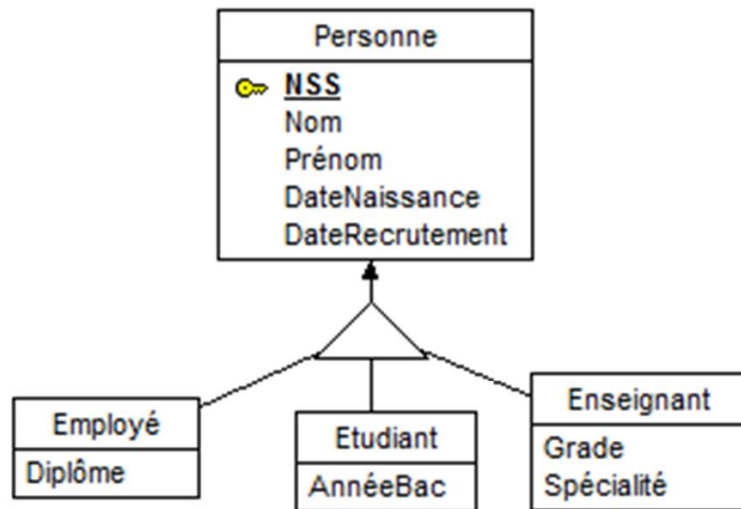 Personne
NSS
Nom
Prénom
DateNaissance
DateRecrutement
Employé
Diplôme
Etudiant
AnnéeBac
Enseignant
Grade
Spécialité